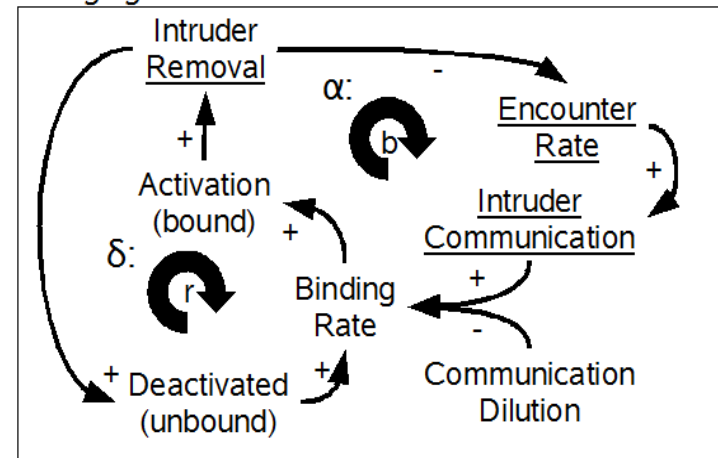 Intruder
Removal
-
α:
b
Encounter
Rate
+
+
Activation
(bound)
Intruder
Communication
+
δ:
r
Binding
Rate
+
-
+
Deactivated
(unbound)
+
Communication
Dilution